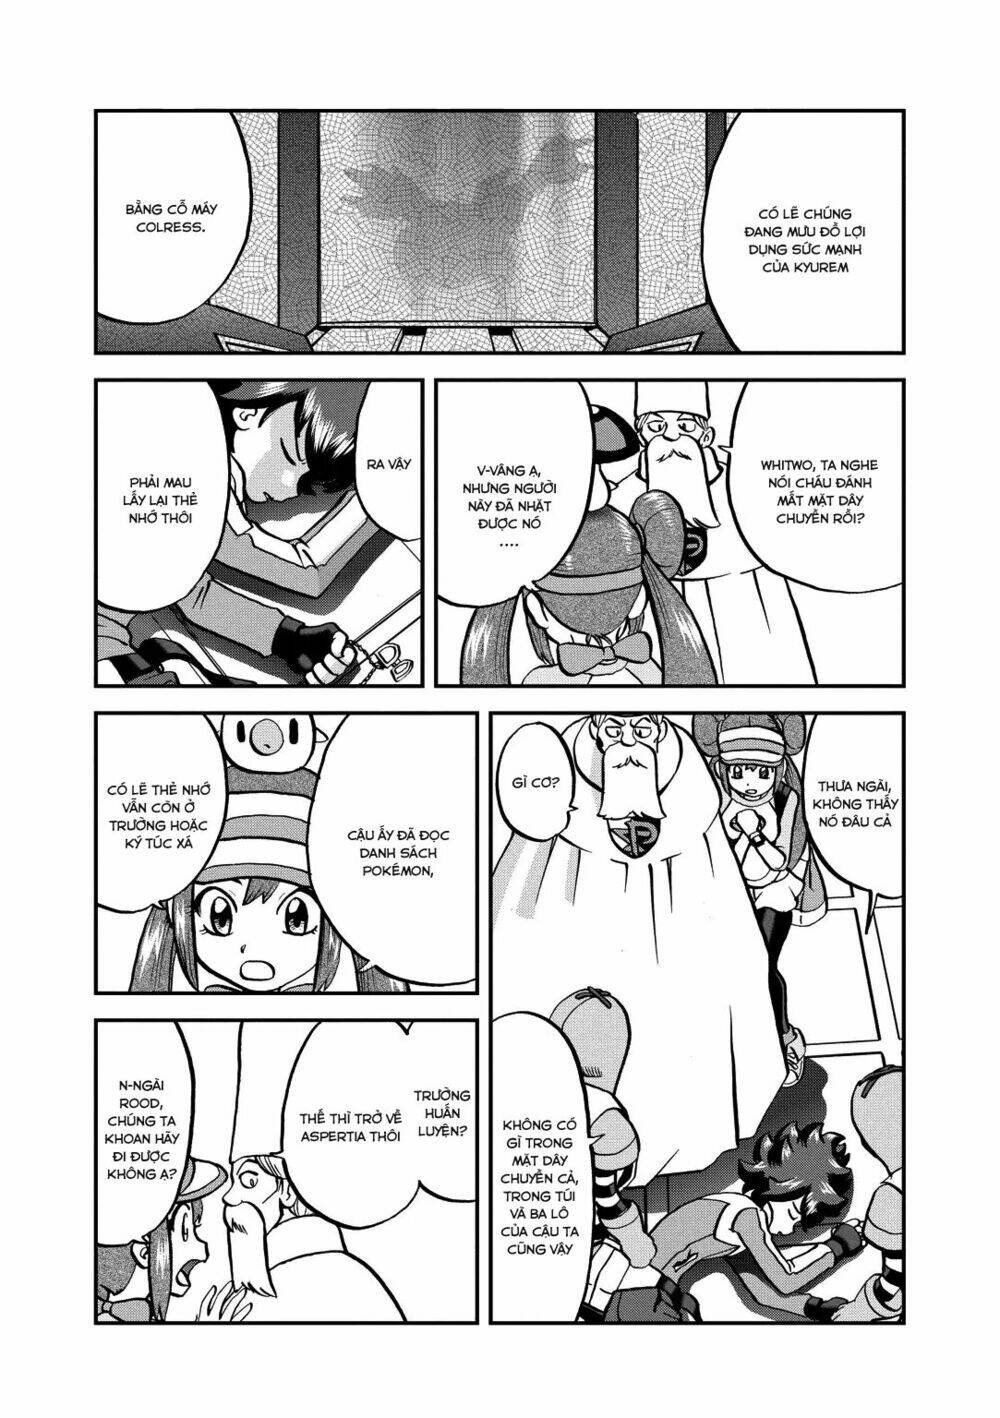 CÓ LẼ CHÚNG
ĐANG MƯU ĐỒ LỢI
DỤNG SỨC MẠNH
CỦA KYUREM
BẰNG CỖ MÁY
COLRESS.
WHITWO, TA NGHE
NÓI CHÁU ĐÁNH
MẤT MẶT DÂY
CHUYỀN RỒI?
V-VÂNG Ạ,
NHƯNG NGƯỜI
NÀY ĐÃ NHẶT
ĐƯỢC NÓ
....
RA VẬY
PHẢI MAU
LẤY LẠI THẺ
NHỚ THÔI
THƯA NGÀI,
KHÔNG THẤY
NÓ ĐÂU CẢ
GÌ CƠ?
KHÔNG CÓ
GÌ TRONG
MẶT DÂY
CHUYỀN CẢ,
TRONG TÚI
VÀ BA LÔ
CỦA CẬU TA
CŨNG VẬY
CẬU ẤY ĐÃ ĐỌC
DANH SÁCH
POKÉMON,
CÓ LẼ THẺ NHỚ
VẪN CÒN Ở
TRƯỜNG HOẶC
KÝ TÚC XÁ
TRƯỜNG
HUẤN
LUYỆN?
THẾ THÌ TRỞ VỀ
ASPERTIA THÔI
N-NGÀI
ROOD,
CHÚNG TA
KHOAN HÃY
ĐI ĐƯỢC
KHÔNG Ạ?